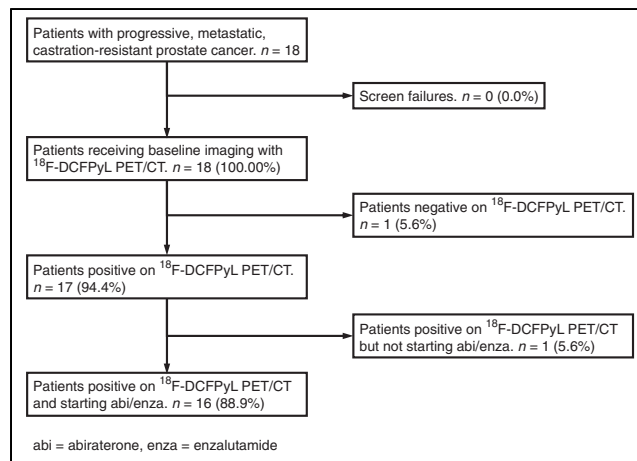 Patients with progressive, metastatic,
castration-resistant prostate cancer. n = 18
Screen failures. n = 0 (0.0%)
Patients receiving baseline imaging with
¹⁸F-DCFPyL PET/CT. n = 18 (100.00%)
Patients negative on ¹⁸F-DCFPyL PET/CT.
n = 1 (5.6%)
Patients positive on ¹⁸F-DCFPyL PET/CT.
n = 17 (94.4%)
Patients positive on ¹⁸F-DCFPyL PET/CT
but not starting abi/enza. n = 1 (5.6%)
Patients positive on ¹⁸F-DCFPyL PET/CT
and starting abi/enza. n = 16 (88.9%)
abi = abiraterone, enza = enzalutamide